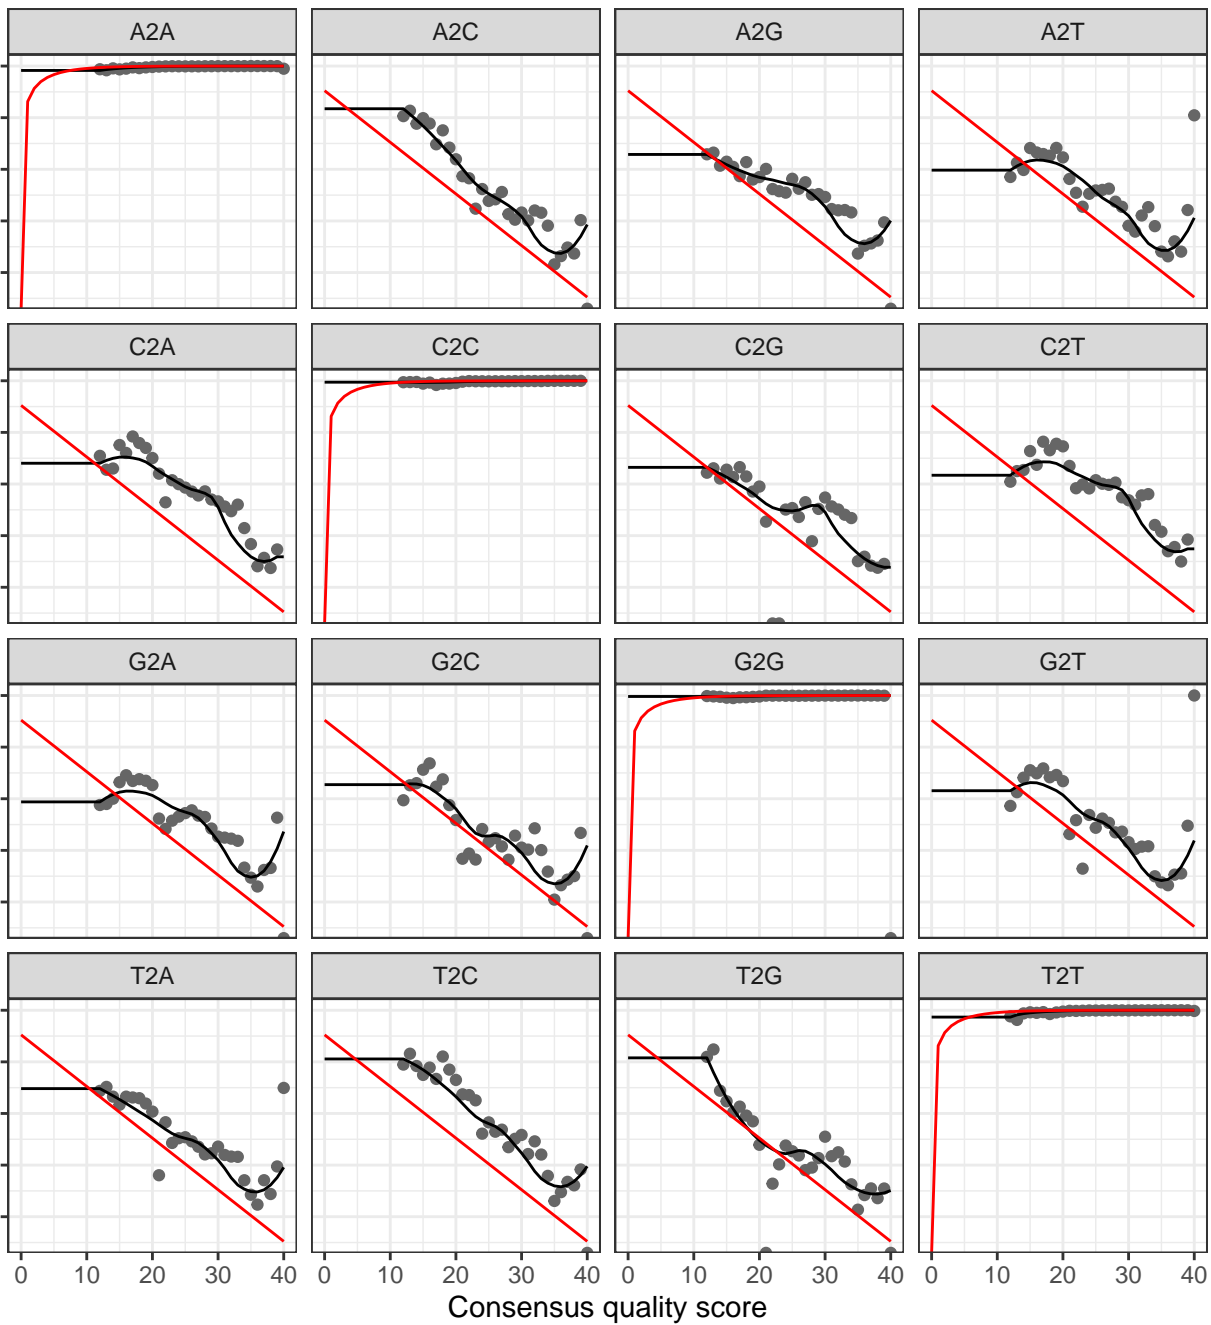 A2A A2C A2G A2T
C2A C2C C2G C2T
G2A G2C G2G G2T
T2A T2C T2G T2T
0 10 20 30 40 0 10 20 30 40 0 10 20 30 40 0 10 20 30 40
Consensus quality score